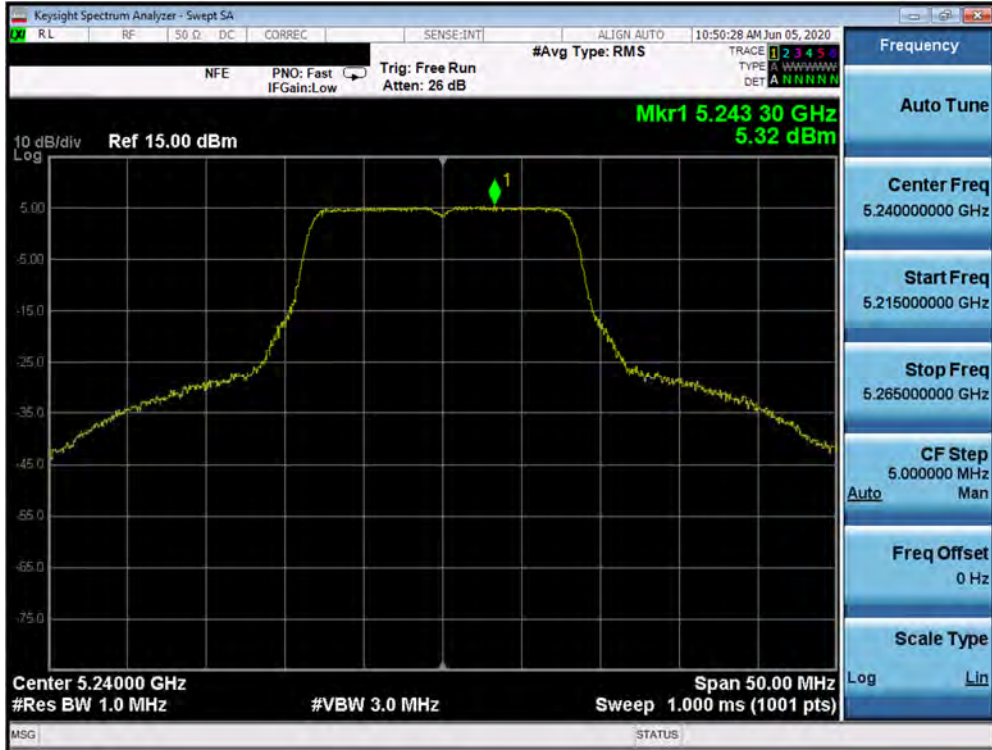 Keysight Spectrum Analyzer - Swept SA
LXI RL RF 50 Ω DC CORREC SENSE:INT ALIGN AUTO 10:50:28 AM Jun 05, 2020
#Avg Type: RMS TRACE 1 2 3 4 5 6
NFE PNO: Fast Trig: Free Run TYPE A WWWWW
IFGain:Low Atten: 26 dB DET A N N N N N
Mkr1 5.243 30 GHz
5.32 dBm
10 dB/div Ref 15.00 dBm
Log
1
5.00
-5.00
-15.0
-25.0
-35.0
-45.0
-55.0
-65.0
-75.0
Center 5.24000 GHz Span 50.00 MHz
#Res BW 1.0 MHz #VBW 3.0 MHz Sweep 1.000 ms (1001 pts)
MSG STATUS
Frequency
Auto Tune
Center Freq
5.240000000 GHz
Start Freq
5.215000000 GHz
Stop Freq
5.265000000 GHz
CF Step
5.000000 MHz
Auto Man
Freq Offset
0 Hz
Scale Type
Log Lin